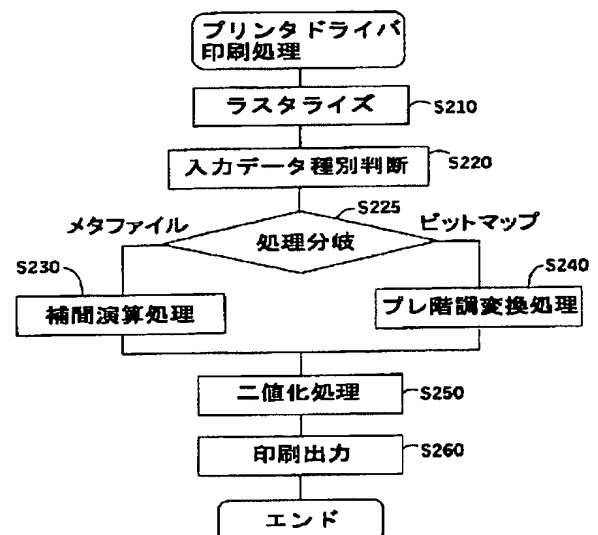 プリンタドライバ
印刷処理
ラスタライズ
S210
入力データ種別判断
S220
S225
メタファイル
ビットマップ
処理分岐
S230
S240
補間演算処理
プレ階調変換処理
二値化処理
S250
印刷出力
S260
エンド